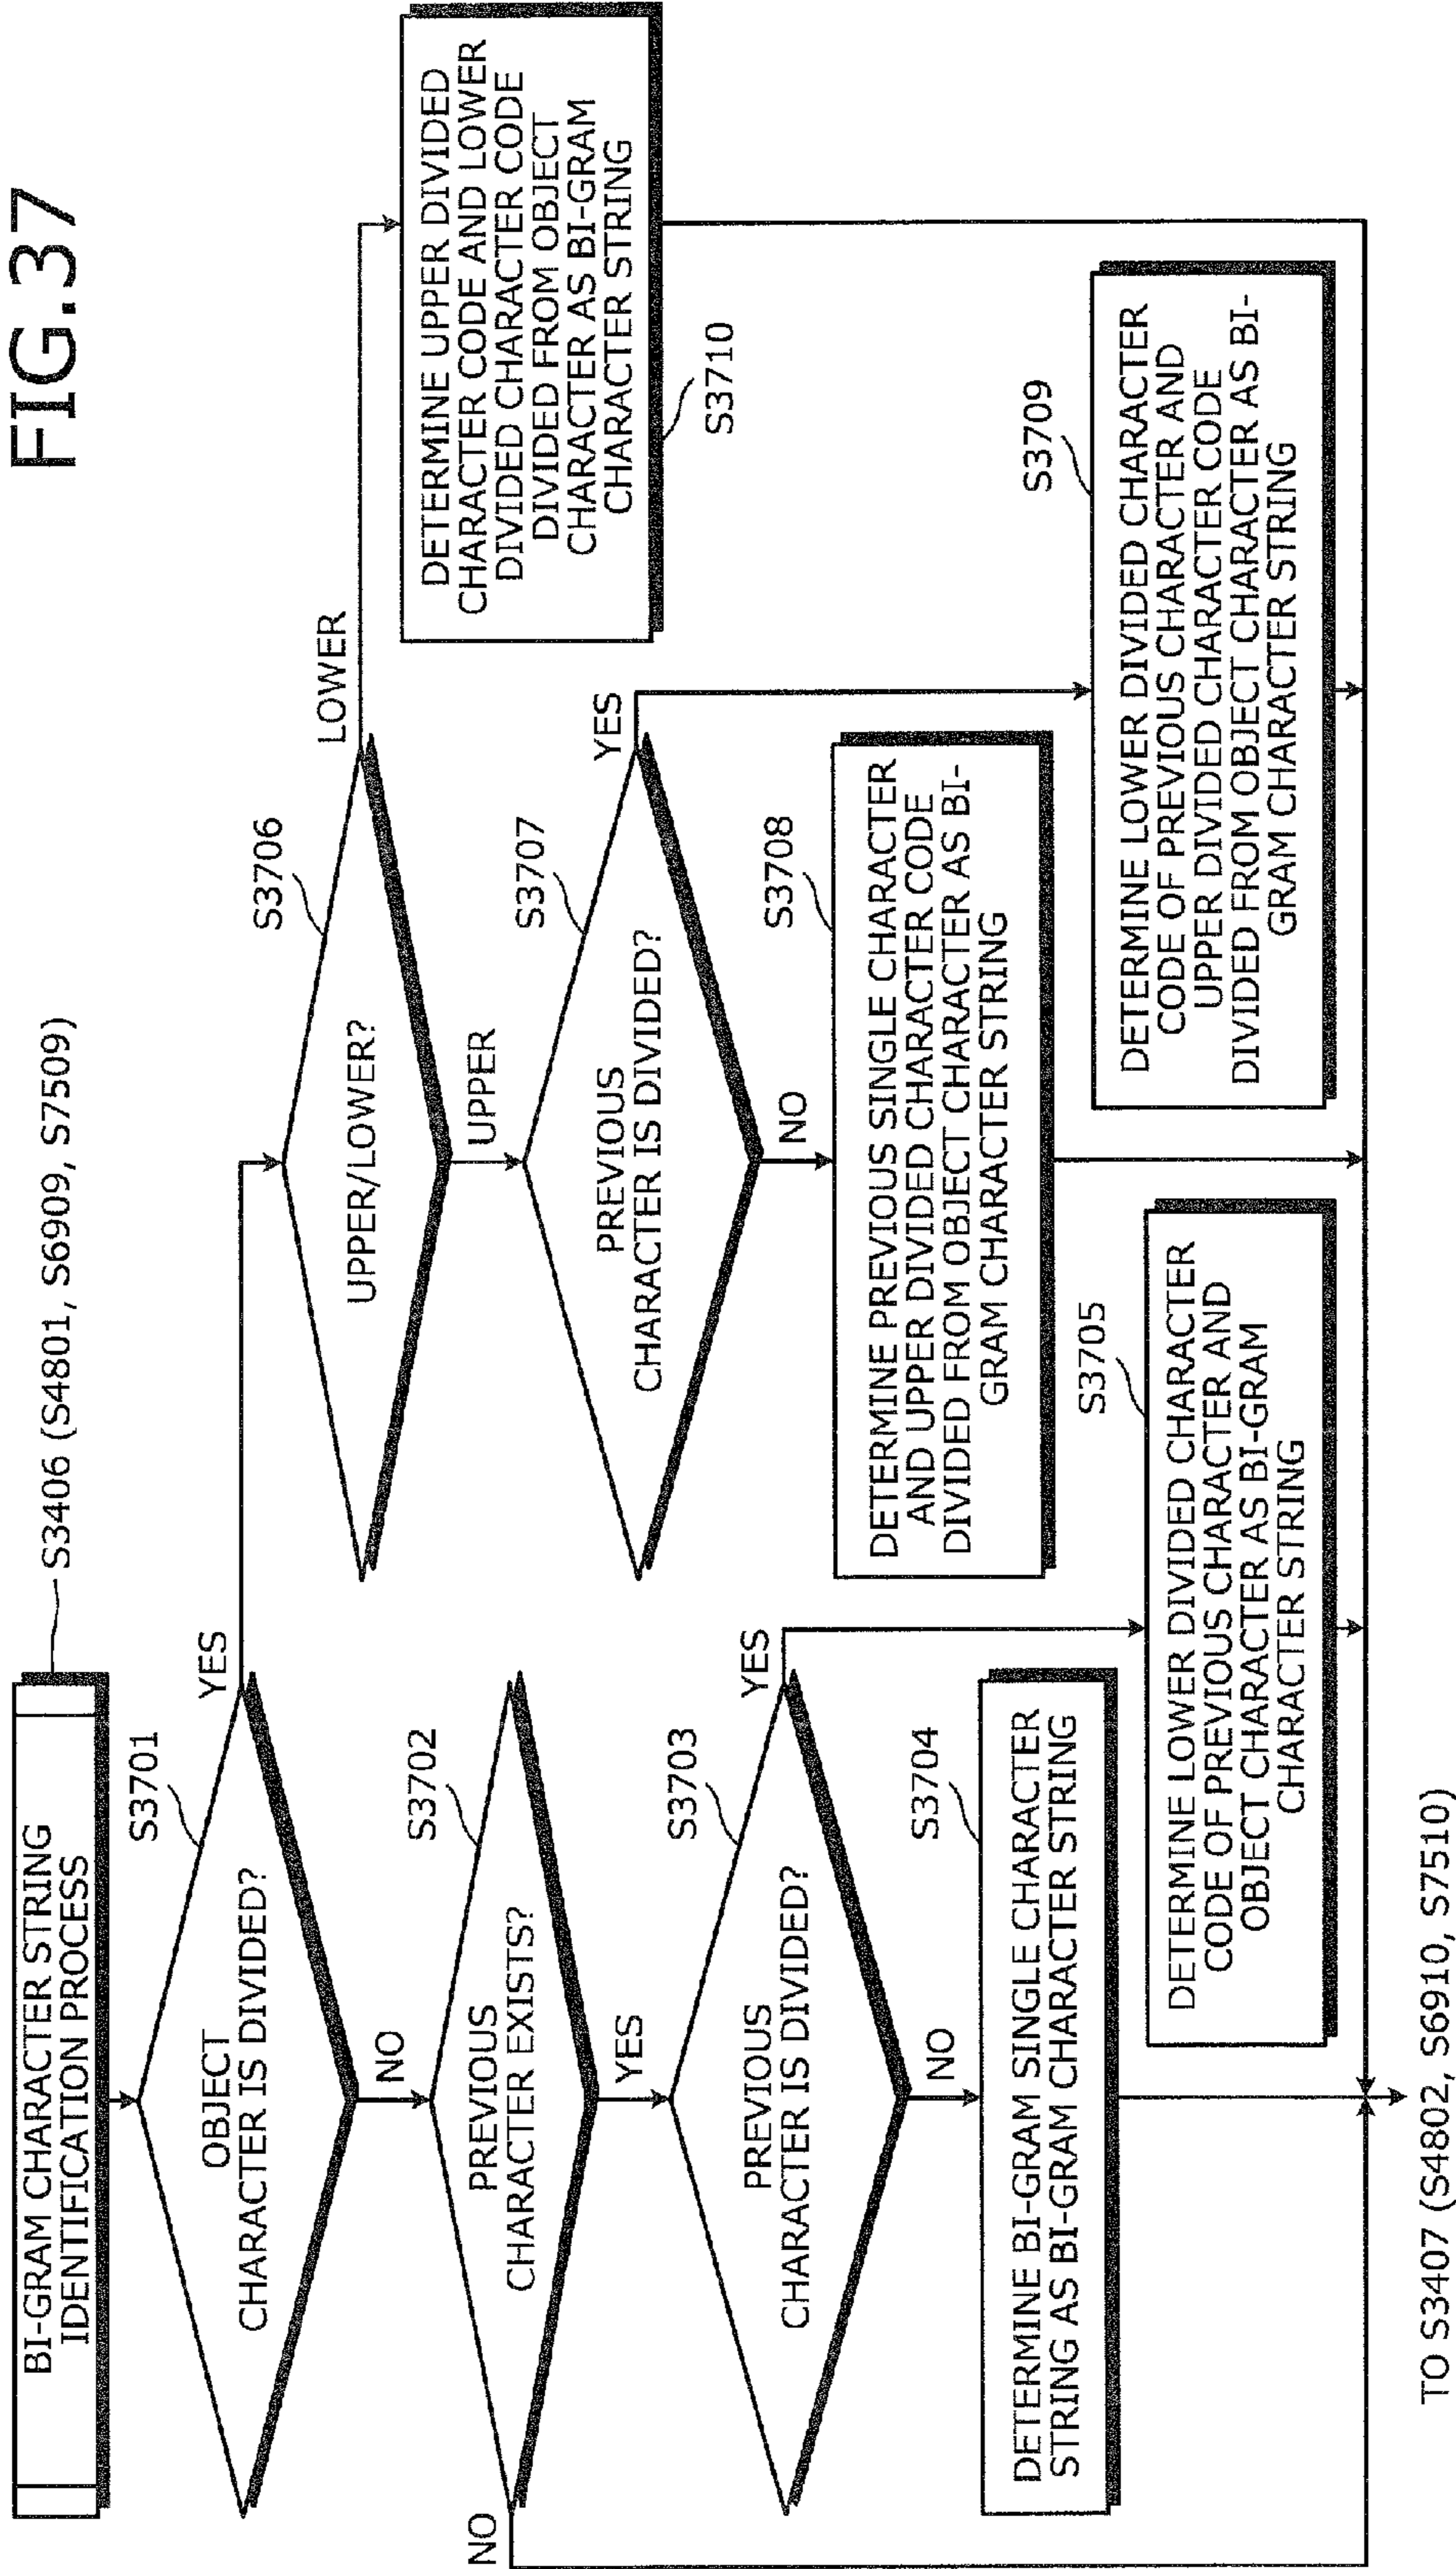 FIG.37
BI-GRAM CHARACTER STRING
IDENTIFICATION PROCESS
S3406 (S4801, S6909, S7509)
S3701
OBJECT
CHARACTER IS DIVIDED?
YES
NO
S3702
PREVIOUS
CHARACTER EXISTS?
NO
YES
S3703
PREVIOUS
CHARACTER IS DIVIDED?
YES
NO
S3704
DETERMINE BI-GRAM SINGLE CHARACTER
STRING AS BI-GRAM CHARACTER STRING
S3705
DETERMINE LOWER DIVIDED CHARACTER
CODE OF PREVIOUS CHARACTER AND
OBJECT CHARACTER AS BI-GRAM
CHARACTER STRING
S3706
UPPER/LOWER?
LOWER
UPPER
S3707
PREVIOUS
CHARACTER IS DIVIDED?
YES
NO
S3708
DETERMINE PREVIOUS SINGLE CHARACTER
AND UPPER DIVIDED CHARACTER CODE
DIVIDED FROM OBJECT CHARACTER AS BI-
GRAM CHARACTER STRING
S3709
DETERMINE LOWER DIVIDED CHARACTER
CODE OF PREVIOUS CHARACTER AND
UPPER DIVIDED CHARACTER CODE
DIVIDED FROM OBJECT CHARACTER AS BI-
GRAM CHARACTER STRING
DETERMINE UPPER DIVIDED
CHARACTER CODE AND LOWER
DIVIDED CHARACTER CODE
DIVIDED FROM OBJECT
CHARACTER AS BI-GRAM
CHARACTER STRING
S3710
TO S3407 (S4802, S6910, S7510)